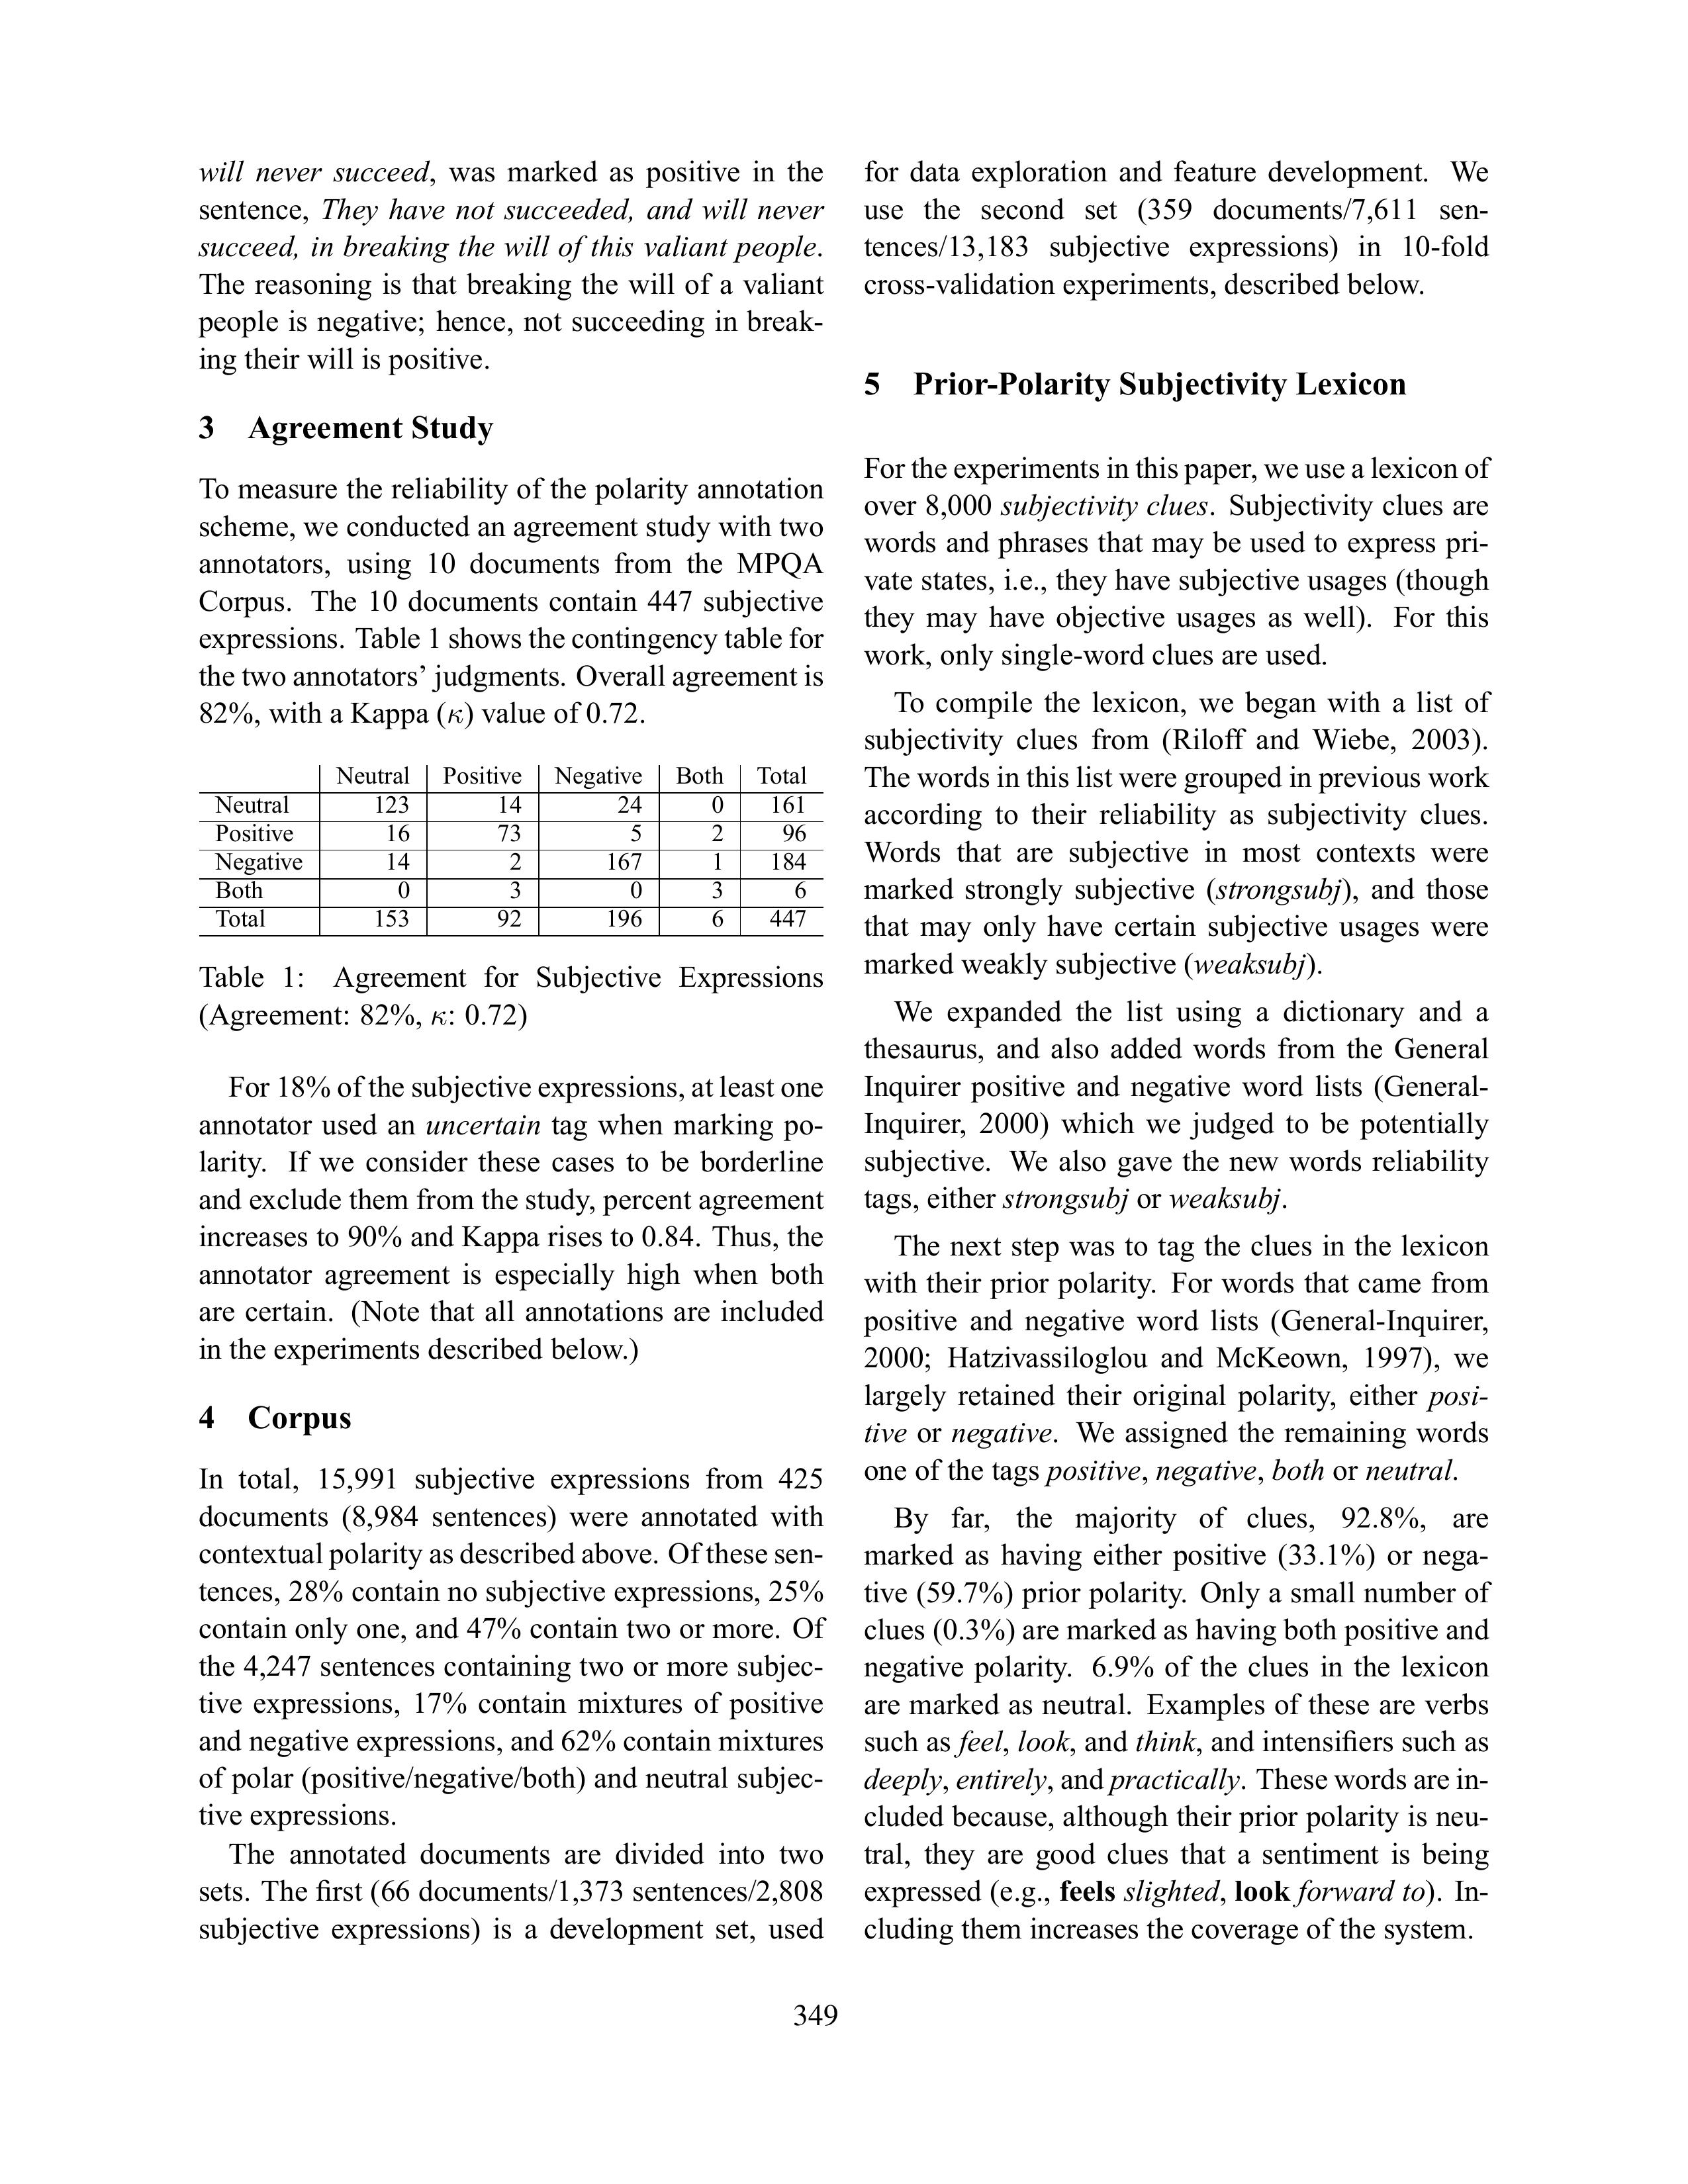 will never succeed, was marked as positive in the
sentence, They have not succeeded, and will never
succeed, in breaking the will of this valiant people.
The reasoning is that breaking the will of a valiant
people is negative; hence, not succeeding in break-
ing their will is positive.
3 Agreement Study
To measure the reliability of the polarity annotation
scheme, we conducted an agreement study with two
annotators, using 10 documents from the MPQA
Corpus. The 10 documents contain 447 subjective
expressions. Table 1 shows the contingency table for
the two annotators' judgments. Overall agreement is
82%, with a Kappa (κ) value of 0.72.
Neutral Positive Negative Both Total
Neutral 123 14 24 0 161
Positive 16 73 5 2 96
Negative 14 2 167 1 184
Both 0 3 0 3 6
Total 153 92 196 6 447
Table 1: Agreement for Subjective Expressions
(Agreement: 82%, κ: 0.72)
For 18% of the subjective expressions, at least one
annotator used an uncertain tag when marking po-
larity. If we consider these cases to be borderline
and exclude them from the study, percent agreement
increases to 90% and Kappa rises to 0.84. Thus, the
annotator agreement is especially high when both
are certain. (Note that all annotations are included
in the experiments described below.)
4 Corpus
In total, 15,991 subjective expressions from 425
documents (8,984 sentences) were annotated with
contextual polarity as described above. Of these sen-
tences, 28% contain no subjective expressions, 25%
contain only one, and 47% contain two or more. Of
the 4,247 sentences containing two or more subjec-
tive expressions, 17% contain mixtures of positive
and negative expressions, and 62% contain mixtures
of polar (positive/negative/both) and neutral subjec-
tive expressions.
The annotated documents are divided into two
sets. The first (66 documents/1,373 sentences/2,808
subjective expressions) is a development set, used
for data exploration and feature development. We
use the second set (359 documents/7,611 sen-
tences/13,183 subjective expressions) in 10-fold
cross-validation experiments, described below.
5 Prior-Polarity Subjectivity Lexicon
For the experiments in this paper, we use a lexicon of
over 8,000 subjectivity clues. Subjectivity clues are
words and phrases that may be used to express pri-
vate states, i.e., they have subjective usages (though
they may have objective usages as well). For this
work, only single-word clues are used.
To compile the lexicon, we began with a list of
subjectivity clues from (Riloff and Wiebe, 2003).
The words in this list were grouped in previous work
according to their reliability as subjectivity clues.
Words that are subjective in most contexts were
marked strongly subjective (strongsubj), and those
that may only have certain subjective usages were
marked weakly subjective (weaksubj).
We expanded the list using a dictionary and a
thesaurus, and also added words from the General
Inquirer positive and negative word lists (General-
Inquirer, 2000) which we judged to be potentially
subjective. We also gave the new words reliability
tags, either strongsubj or weaksubj.
The next step was to tag the clues in the lexicon
with their prior polarity. For words that came from
positive and negative word lists (General-Inquirer,
2000; Hatzivassiloglou and McKeown, 1997), we
largely retained their original polarity, either posi-
tive or negative. We assigned the remaining words
one of the tags positive, negative, both or neutral.
By far, the majority of clues, 92.8%, are
marked as having either positive (33.1%) or nega-
tive (59.7%) prior polarity. Only a small number of
clues (0.3%) are marked as having both positive and
negative polarity. 6.9% of the clues in the lexicon
are marked as neutral. Examples of these are verbs
such as feel, look, and think, and intensifiers such as
deeply, entirely, and practically. These words are in-
cluded because, although their prior polarity is neu-
tral, they are good clues that a sentiment is being
expressed (e.g., feels slighted, look forward to). In-
cluding them increases the coverage of the system.
349